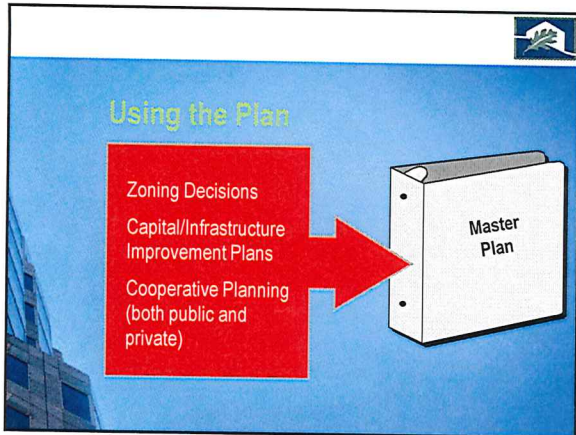 Using the Plan
Zoning Decisions
Capital/Infrastructure
Improvement Plans
Cooperative Planning
(both public and
private)
Master
Plan